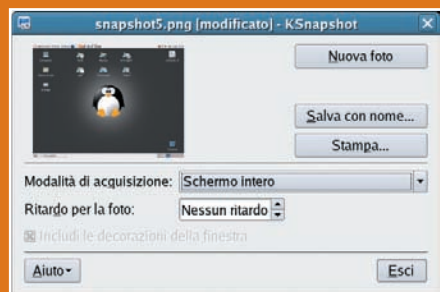 snapshot5.png [modificato] - KSnapshot
Nuova foto
Salva con nome...
Stampa...
Modalità di acquisizione: Schermo intero
Ritardo per la foto: Nessun ritardo
Includi le decorazioni della finestra
Aiuto
Esci